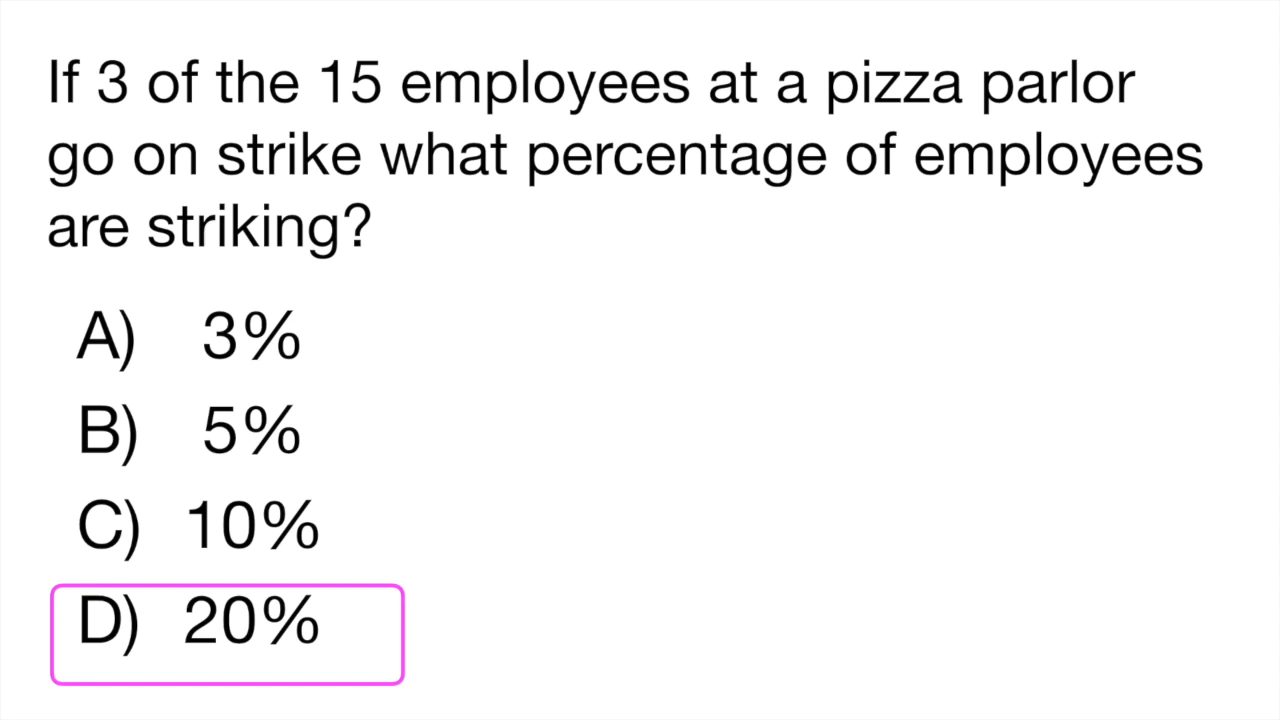 If 3 of the 15 employees at a pizza parlor
go on strike what percentage of employees
are striking?
A) 3%
B) 5%
C) 10%
D) 20%